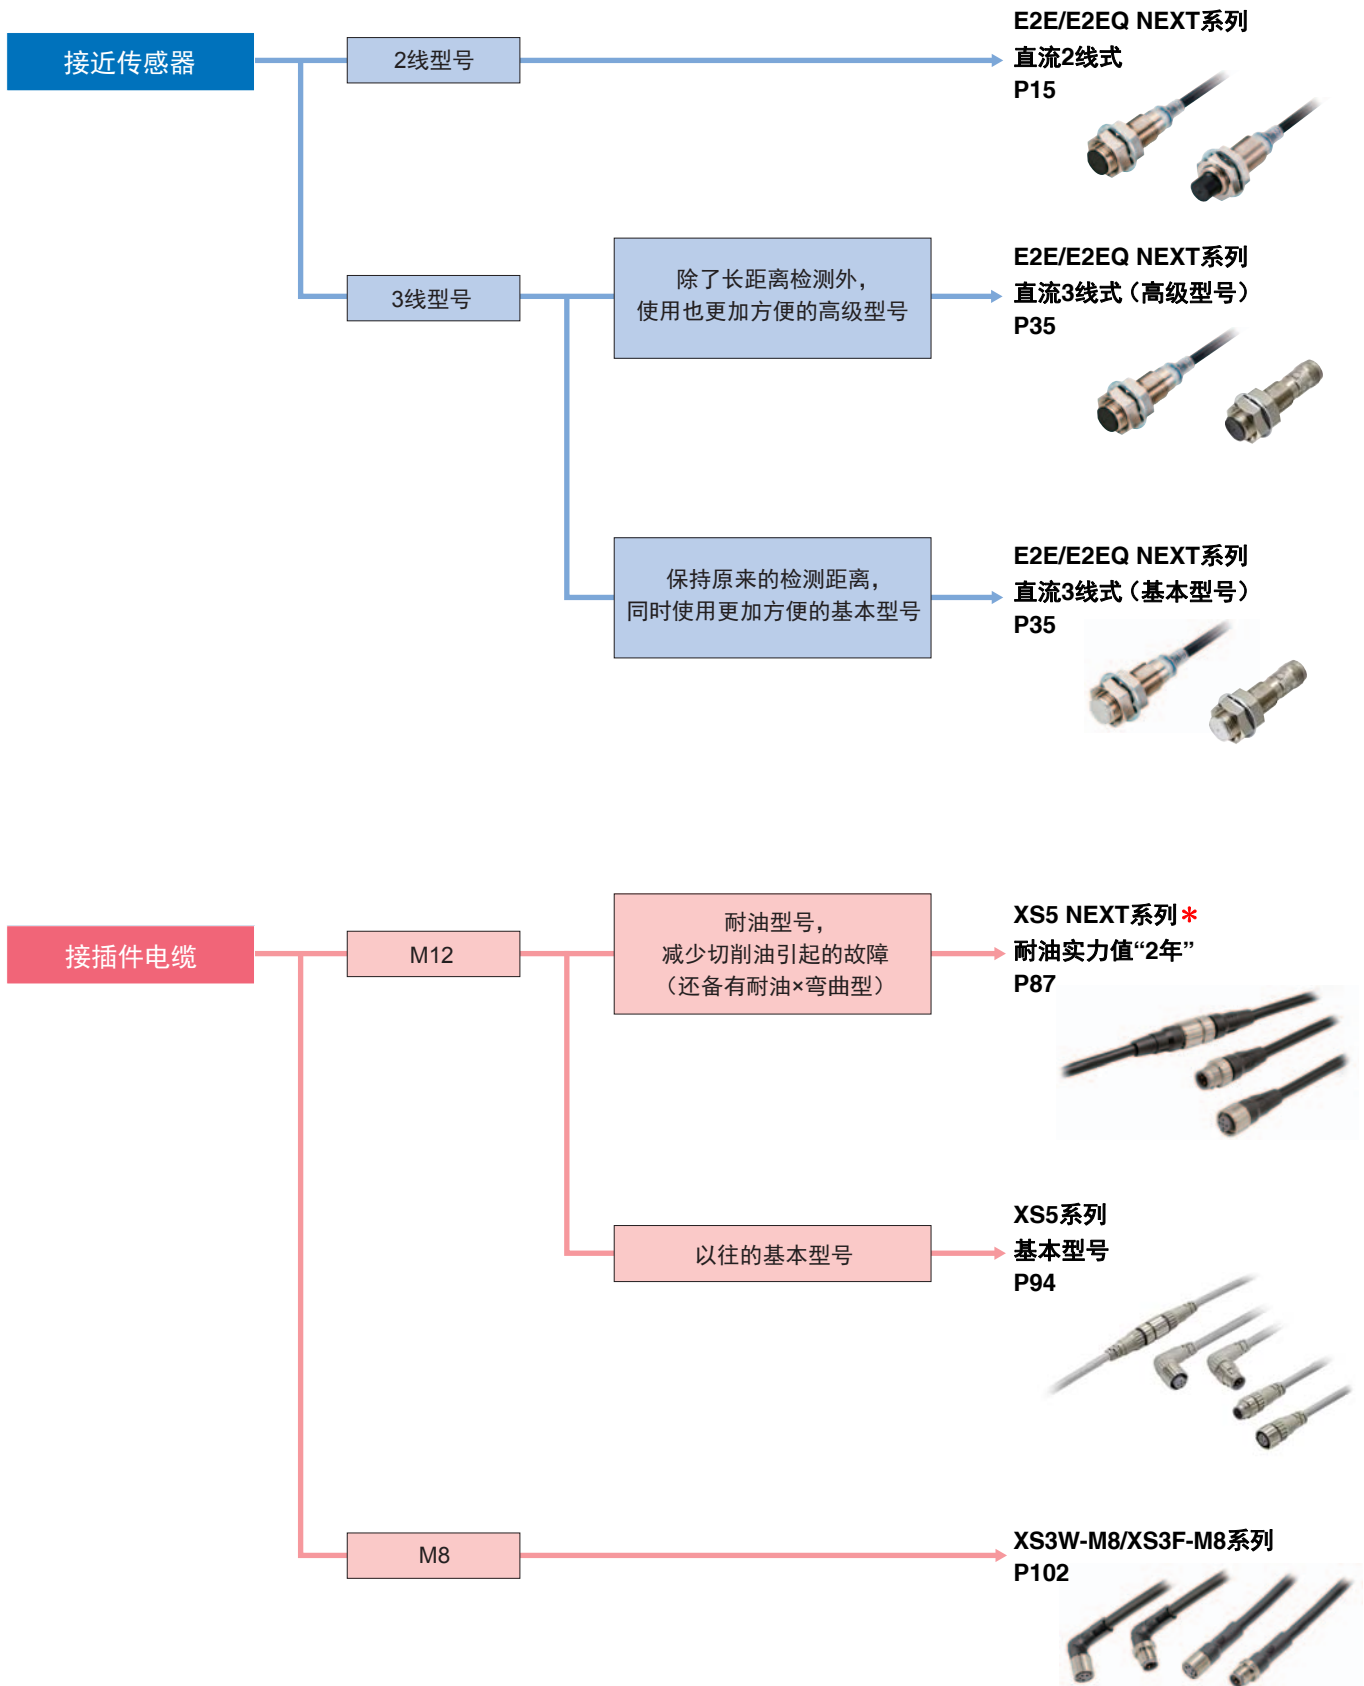 接近传感器
2线型号
E2E/E2EQ NEXT系列
直流2线式
P15
3线型号
除了长距离检测外，
使用也更加方便的高级型号
E2E/E2EQ NEXT系列
直流3线式（高级型号）
P35
保持原来的检测距离，
同时使用更加方便的基本型号
E2E/E2EQ NEXT系列
直流3线式（基本型号）
P35
接插件电缆
M12
耐油型号，
减少切削油引起的故障
（还备有耐油×弯曲型）
XS5 NEXT系列*
耐油实力值“2年”
P87
以往的基本型号
XS5系列
基本型号
P94
M8
XS3W-M8/XS3F-M8系列
P102